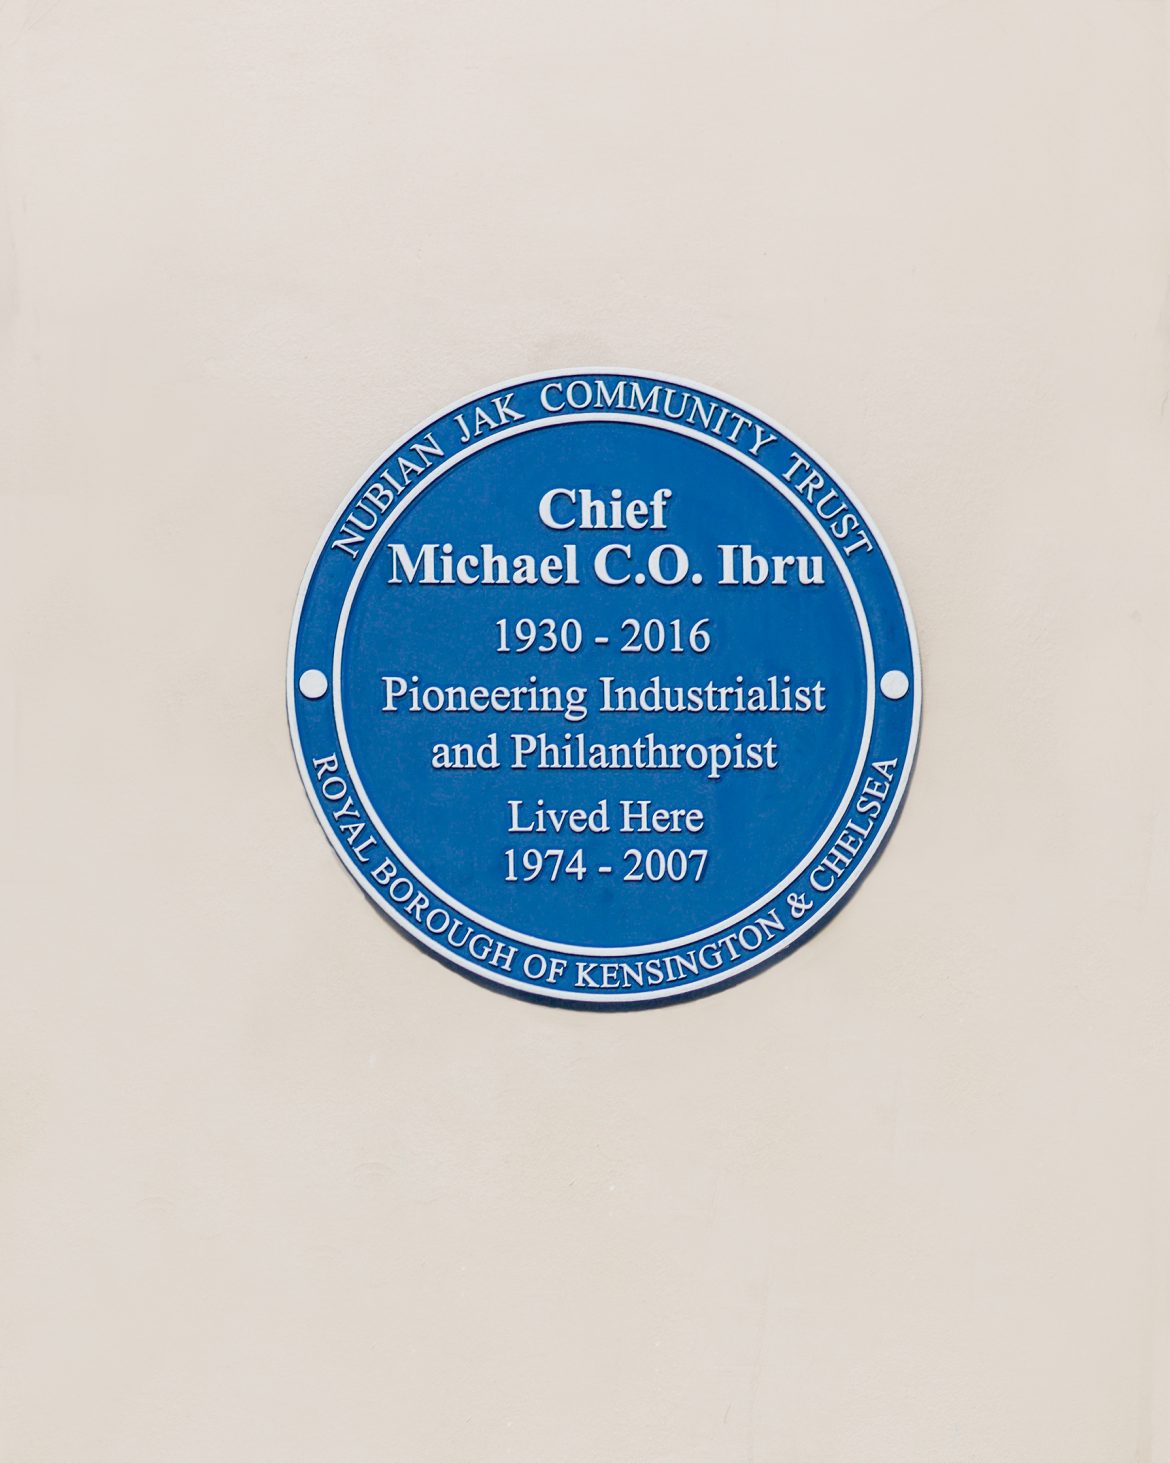 NUBIAN JAK COMMUNITY TRUST
Chief
Michael C.O. Ibru
1930 - 2016
Pioneering Industrialist
and Philanthropist
Lived Here
1974 - 2007
ROYAL BOROUGH OF KENSINGTON & CHELSEA